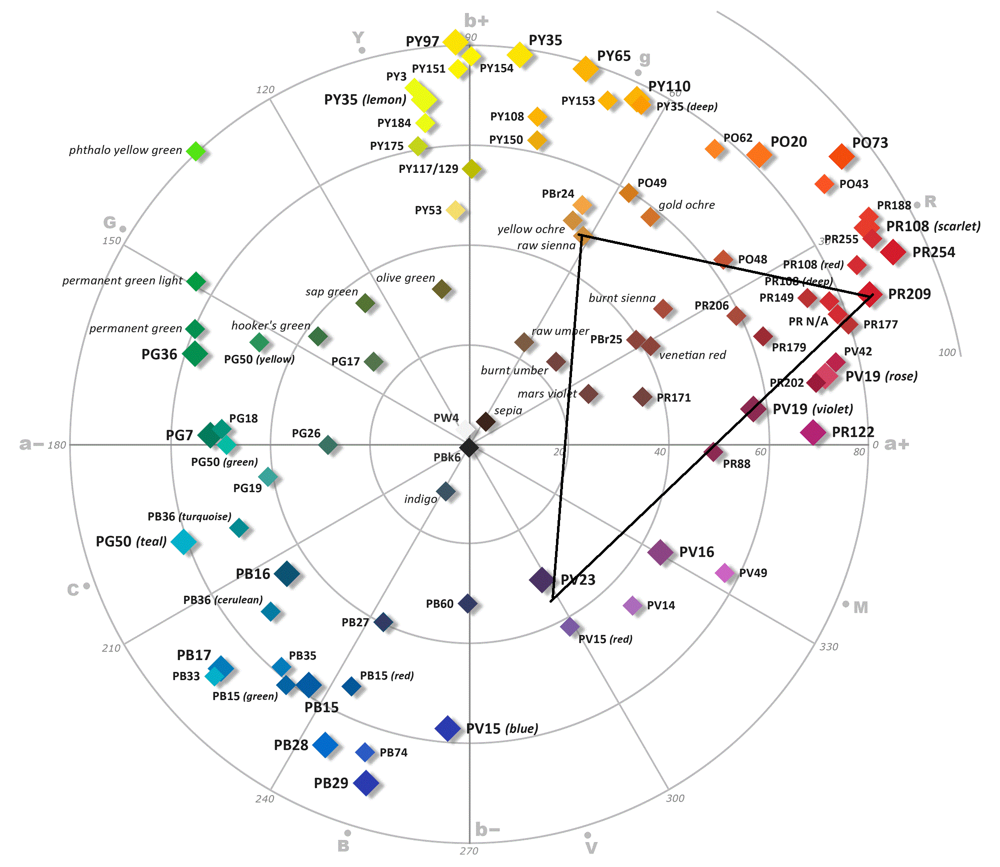 b+
90
Y
PY97
PY35
PY65
g
PY151
PY154
PY3
PY35 (lemon)
PY110
60
120
PY153
PY35 (deep)
PY184
PY108
PY150
PY175
PO62
PO20
PO73
phthalo yellow green
PY117/129
PO49
PO43
PBr24
gold ochre
PR188
R
PY53
G
150
yellow ochre
raw sienna
PR108 (scarlet)
PR255
30
PR254
PO48
PR108 (red)
permanent green light
olive green
sap green
PR108 (deep)
burnt sienna
PR149
PR209
PR206
hooker's green
permanent green
PR N/A
PR177
raw umber
PBr25
PR179
PG36
PG50 (yellow)
PG17
venetian red
PV42
100
burnt umber
PV19 (rose)
PR202
mars violet
PR171
sepia
PV19 (violet)
PW4
PG18
PG7
PG26
PR122
a−
180
20
40
60
80
0
a+
PBk6
PG50 (green)
PR88
PG19
indigo
PB36 (turquoise)
PG50 (teal)
PV16
PB16
PV23
PV49
C
PB36 (cerulean)
PB60
PV14
M
PB27
PV15 (red)
210
330
PB17
PB35
PB33
PB15 (red)
PB15 (green)
PB15
PV15 (blue)
PB28
PB74
PB29
240
300
b−
B
V
270